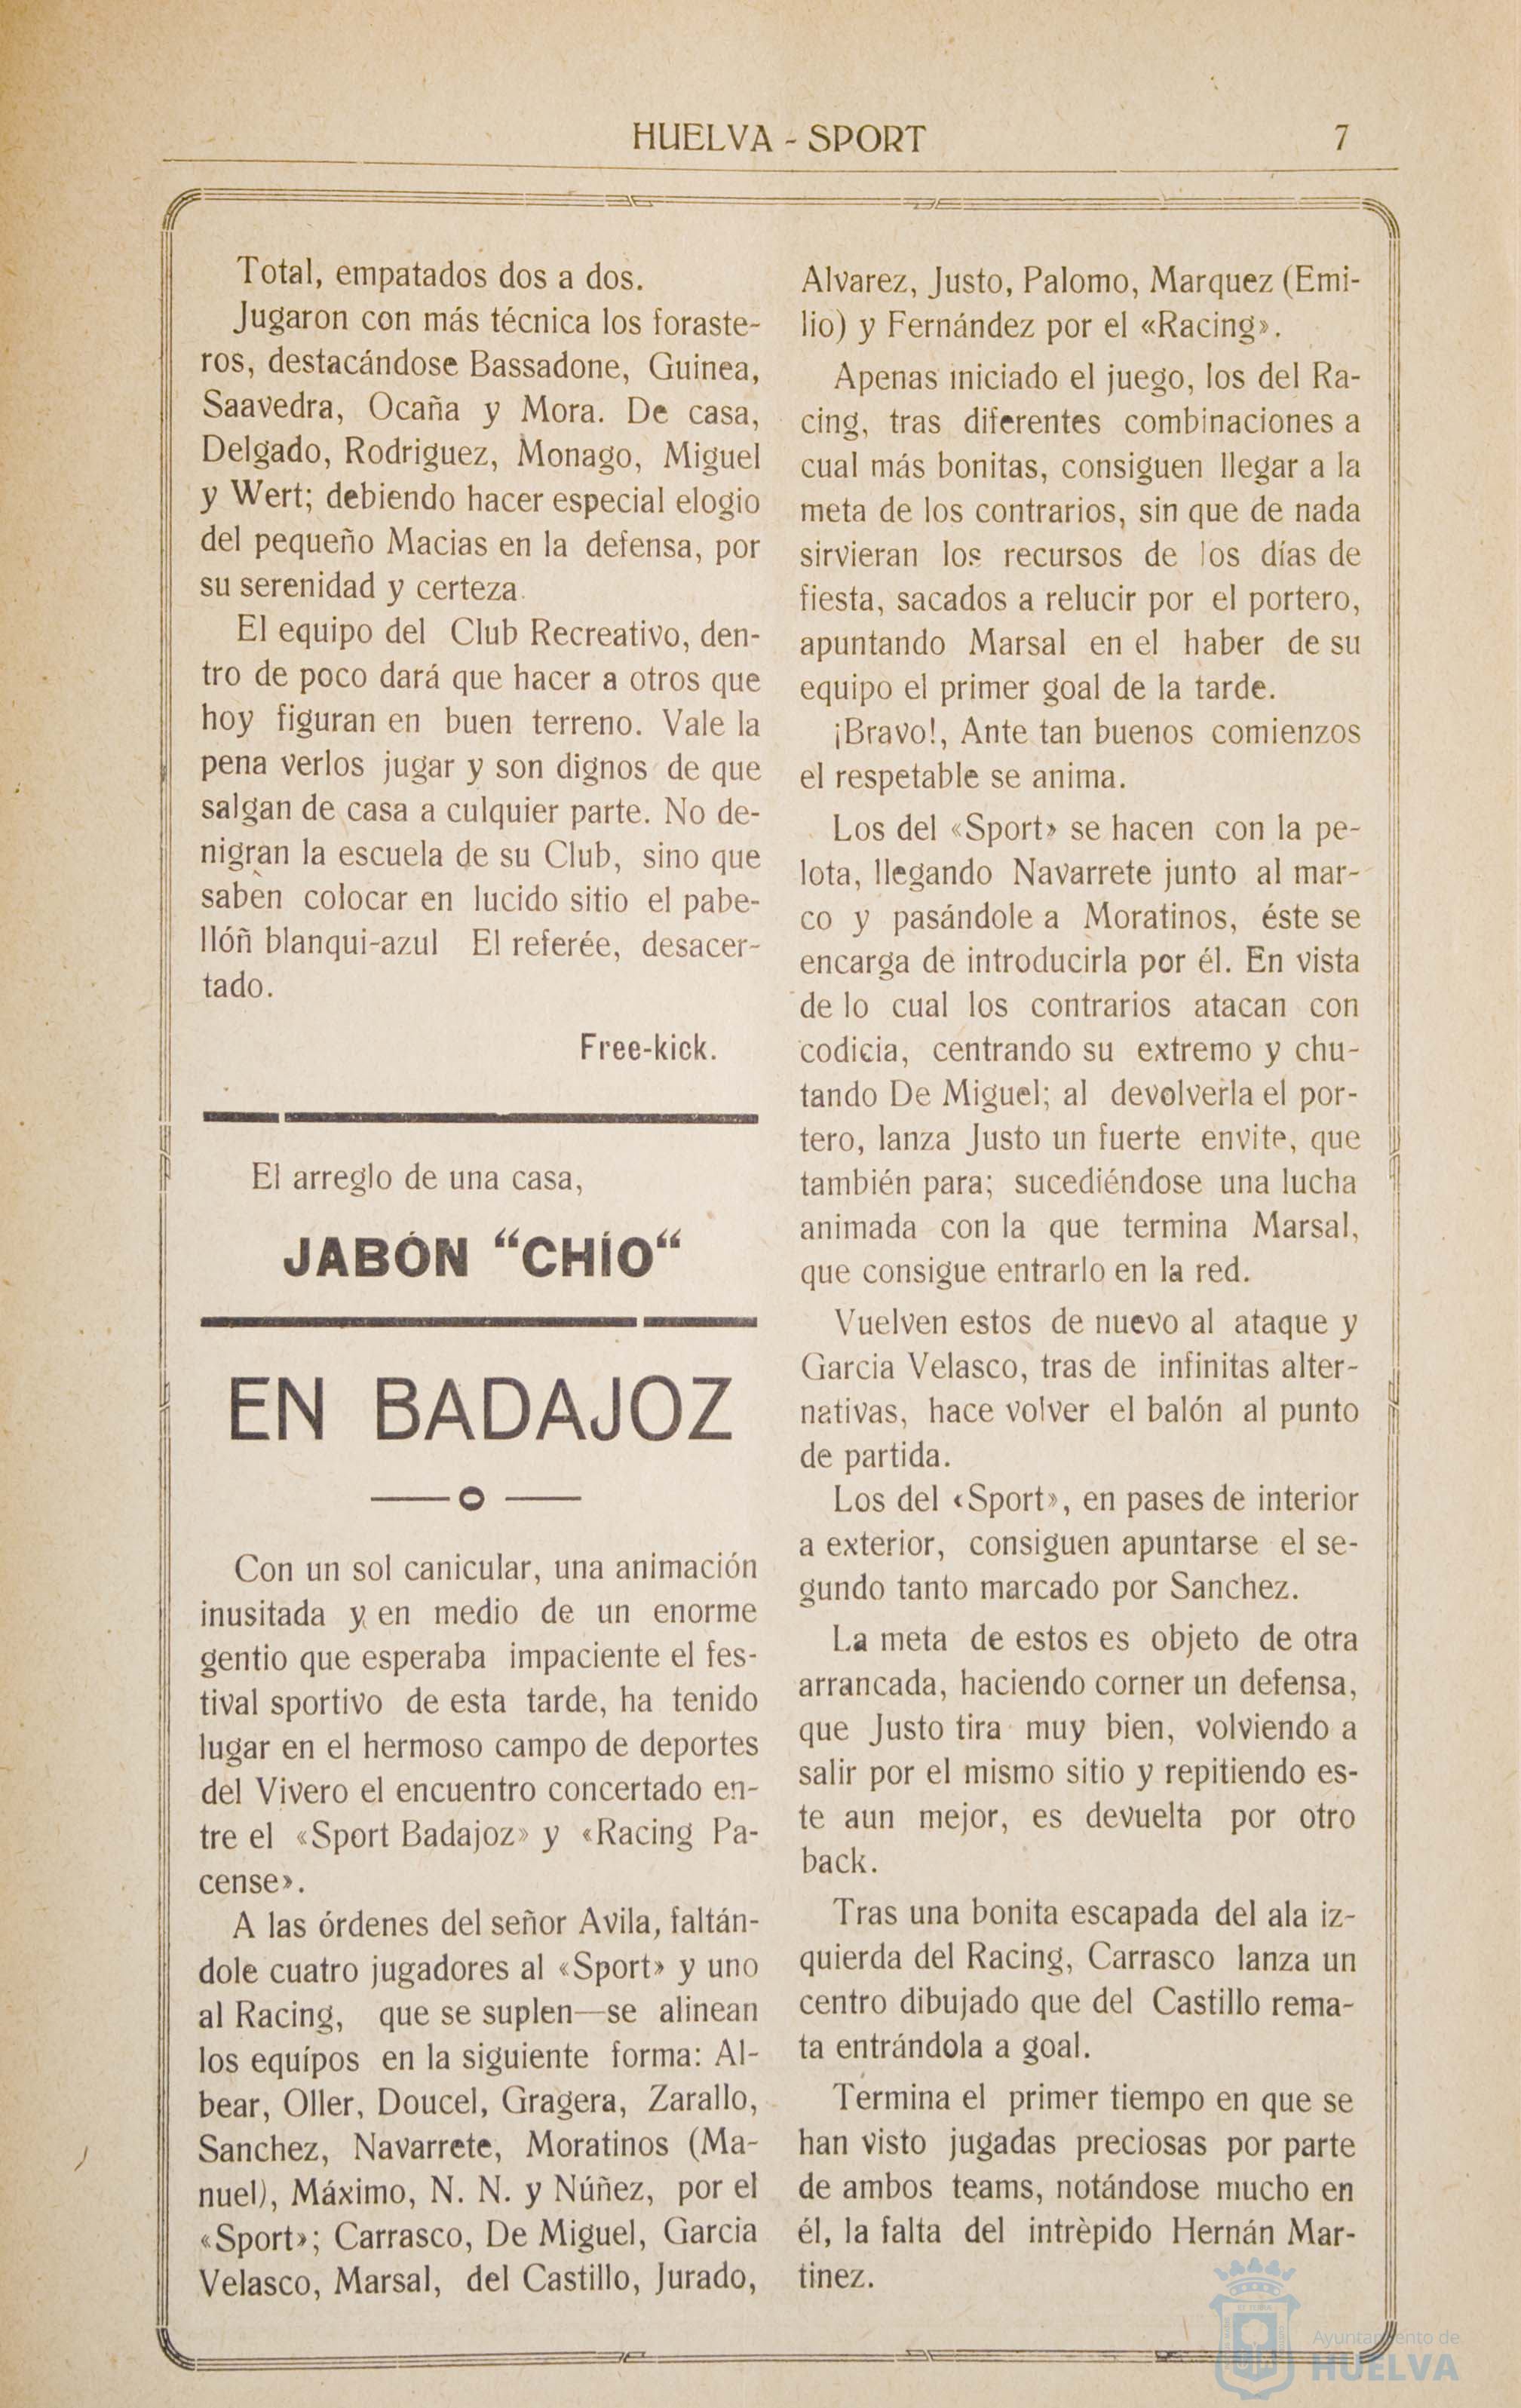 HUELVA - SPORT
7
Total, empatados dos a dos.
Jugaron con más técnica los foraste-
ros, destacándose Bassadone, Guinea,
Saavedra, Ocaña y Mora. De casa,
Delgado, Rodriguez, Monago, Miguel
y Wert; debiendo hacer especial elogio
del pequeño Macias en la defensa, por
su serenidad y certeza.
El equipo del Club Recreativo, den-
tro de poco dará que hacer a otros que
hoy figuran en buen terreno. Vale la
pena verlos jugar y son dignos de que
salgan de casa a culquier parte. No de-
nigran la escuela de su Club, sino que
sabèn colocar en lucido sitio el pabe-
llóñ blanqui-azul El referée, desacer-
tado.
Free-kick.
El arreglo de una casa,
JABÓN “CHÍO“
EN BADAJOZ
Con un sol canicular, una animación
inusitada y en medio de un enorme
gentio que esperaba impaciente el fes-
tival sportivo de esta tarde, ha tenido
lugar en el hermoso campo de deportes
del Vivero el encuentro concertado en-
tre el «Sport Badajoz» y «Racing Pa-
cense».
A las órdenes del señor Avila, faltán-
dole cuatro jugadores al «Sport» y uno
al Racing, que se suplen—se alinean
los equípos en la siguiente forma: Al-
bear, Oller, Doucel, Gragera, Zarallo,
Sanchez, Navarrete, Moratinos (Ma-
nuel), Máximo, N. N. y Núñez, por el
«Sport»; Carrasco, De Miguel, Garcia
Velasco, Marsal, del Castillo, Jurado,
Alvarez, Justo, Palomo, Marquez (Emi-
lio) y Fernández por el «Racing».
Apenas iniciado el juego, los del Ra-
cing, tras diferentes combinaciones a
cual más bonitas, consiguen llegar a la
meta de los contrarios, sin que de nada
sirvieran los recursos de los días de
fiesta, sacados a relucir por el portero,
apuntando Marsal en el haber de su
equipo el primer goal de la tarde.
¡Bravo!, Ante tan buenos comienzos
el respetable se anima.
Los del «Sport» se hacen con la pe-
lota, llegando Navarrete junto al mar-
co y pasándole a Moratinos, éste se
encarga de introducirla por él. En vista
de lo cual los contrarios atacan con
codicia, centrando su extremo y chu-
tando De Miguel; al devolverla el por-
tero, lanza Justo un fuerte envite, que
también para; sucediéndose una lucha
animada con la que termina Marsal,
que consigue entrarlo en la red.
Vuelven estos de nuevo al ataque y
Garcia Velasco, tras de infinitas alter-
nativas, hace volver el balón al punto
de partida.
Los del «Sport», en pases de interior
a exterior, consiguen apuntarse el se-
gundo tanto marcado por Sanchez.
La meta de estos es objeto de otra
arrancada, haciendo corner un defensa,
que Justo tira muy bien, volviendo a
salir por el mismo sitio y repitiendo es-
te aun mejor, es devuelta por otro
back.
Tras una bonita escapada del ala iz-
quierda del Racing, Carrasco lanza un
centro dibujado que del Castillo rema-
ta entrándola a goal.
Termina el primer tiempo en que se
han visto jugadas preciosas por parte
de ambos teams, notándose mucho en
él, la falta del intrèpido Hernán Mar-
tinez.
Ayuntamiento de
HUELVA